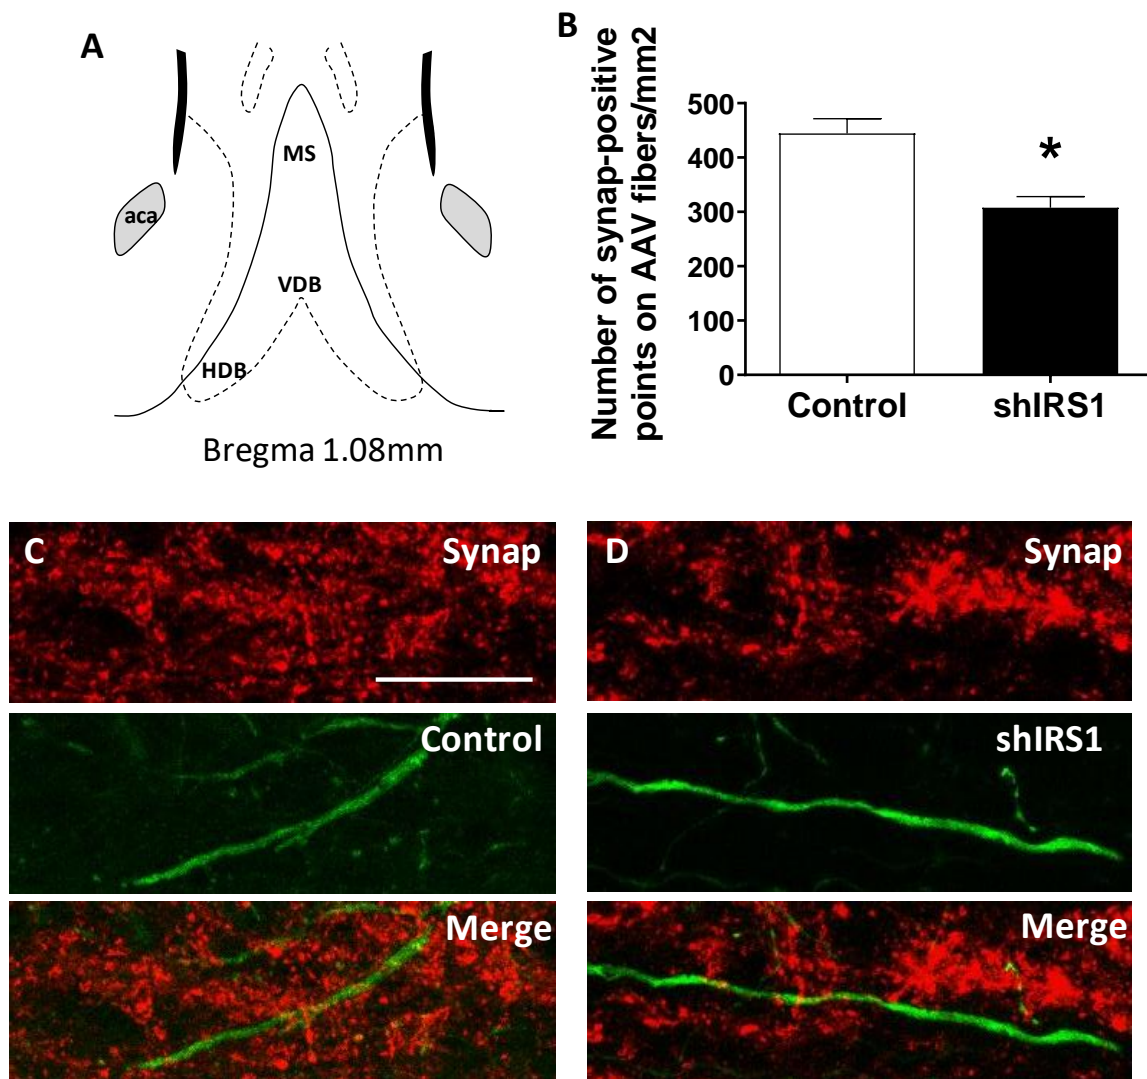 A
MS
aca
VDB
HDB
Bregma 1.08mm
B
Number of synap-positive
points on AAV fibers/mm2
500
400
300
200
100
0
*
Control
shIRS1
C
Synap
Control
Merge
D
Synap
shIRS1
Merge